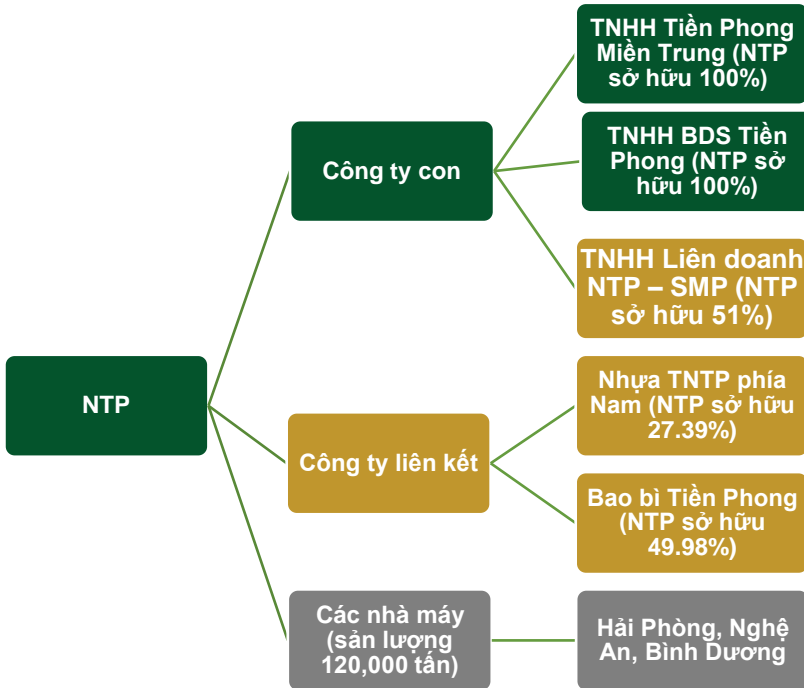 NTP
Công ty con
TNHH Tiền Phong
Miền Trung (NTP
sở hữu 100%)
TNHH BDS Tiền
Phong (NTP sở
hữu 100%)
TNHH Liên doanh
NTP – SMP (NTP
sở hữu 51%)
Công ty liên kết
Nhựa TNTP phía
Nam (NTP sở hữu
27.39%)
Bao bì Tiền Phong
(NTP sở hữu
49.98%)
Các nhà máy
(sản lượng
120,000 tấn)
Hải Phòng, Nghệ
An, Bình Dương